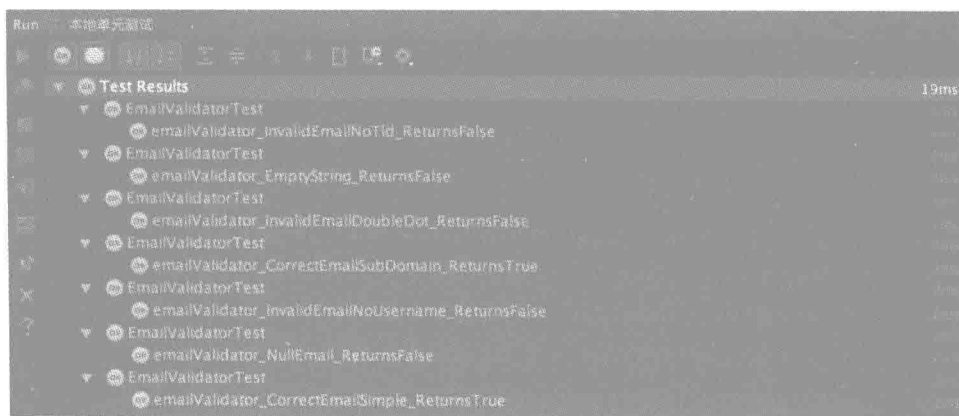 Run 本地单元测试
Test Results 19ms
EmailValidatorTest
emailValidator_InvalidEmailNoTld_ReturnsFalse
EmailValidatorTest
emailValidator_EmptyString_ReturnsFalse
EmailValidatorTest
emailValidator_InvalidEmailDoubleDot_ReturnsFalse
EmailValidatorTest
emailValidator_CorrectEmailSubDomain_ReturnsTrue
EmailValidatorTest
emailValidator_InvalidEmailNoUsername_ReturnsFalse
EmailValidatorTest
emailValidator_NullEmail_ReturnsFalse
EmailValidatorTest
emailValidator_CorrectEmailSimple_ReturnsTrue